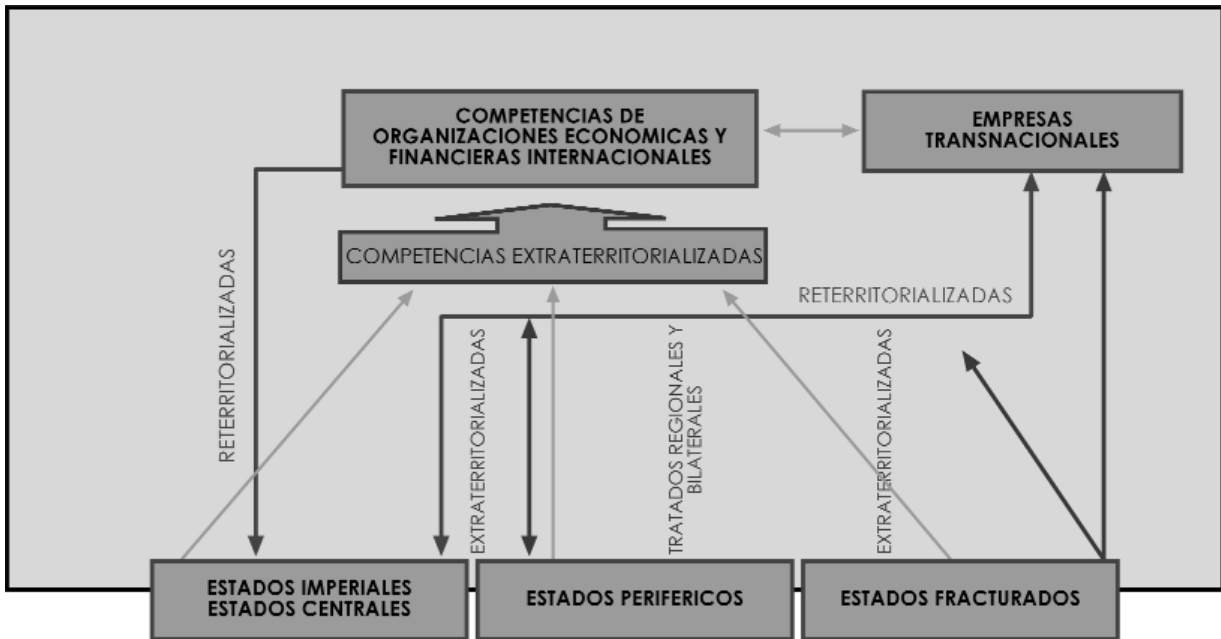 COMPETENCIAS DE
ORGANIZACIONES ECONOMICAS Y
FINANCIERAS INTERNACIONALES
EMPRESAS
TRANSNACIONALES
COMPETENCIAS EXTRATERRITORIALIZADAS
RETERRITORIALIZADAS
RETERRITORIALIZADAS
EXTRATERRITORIALIZADAS
TRATADOS REGIONALES Y
BILATERALES
EXTRATERRITORIALIZADAS
ESTADOS IMPERIALES
ESTADOS CENTRALES
ESTADOS PERIFERICOS
ESTADOS FRACTURADOS